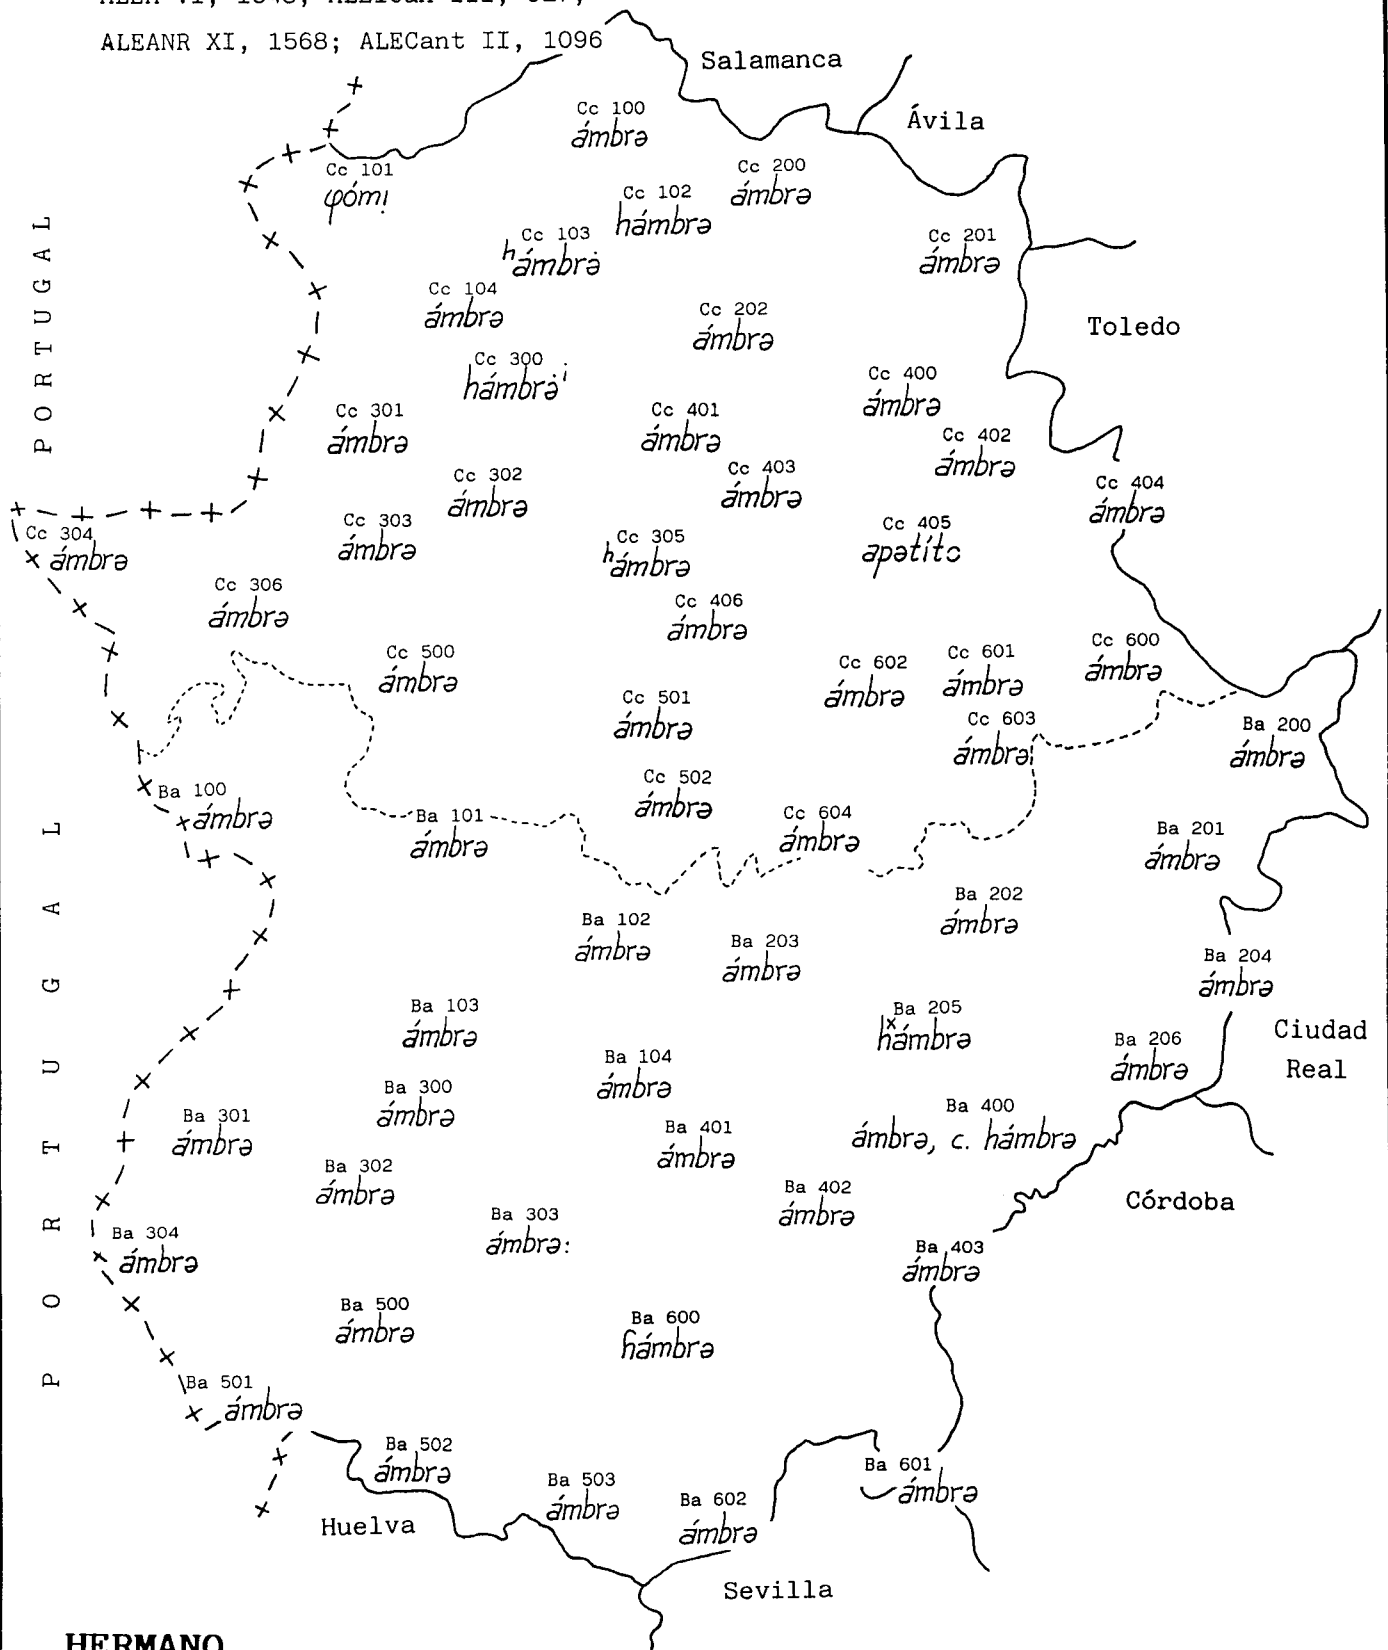 ALEANR XI, 1568; ALECant II, 1096
Salamanca
Ávila
Cc 100
ámbrə
Cc 101
φómị
Cc 200
ámbrə
Cc 102
hámbrə
Cc 103
ʰámbrə̇
Cc 201
ámbrə
Cc 104
ámbrə
Cc 202
ámbrə
Toledo
PORTUGAL
Cc 300
hámbrə̇ⁱ
Cc 400
ámbrə
Cc 301
ámbrə
Cc 401
ámbrə
Cc 402
ámbrə
Cc 302
ámbrə
Cc 403
ámbrə
Cc 404
ámbrə
Cc 303
ámbrə
Cc 304
ámbrə
Cc 305
ʰámbrə
Cc 405
Cc 306
ámbrə
Cc 406
ámbrə
Cc 500
ámbrə
Cc 602
ámbrə
Cc 601
ámbrə
Cc 600
ámbrə
Cc 501
ámbrə
Cc 603
ámbrə
Ba 200
ámbrə
Cc 502
ámbrə
Ba 100
ámbrə
Ba 101
ámbrə
Cc 604
ámbrə
Ba 201
ámbrə
Ba 102
ámbrə
Ba 203
ámbrə
Ba 202
ámbrə
Ba 204
ámbrə
PORTUGAL
Ba 103
ámbrə
Ba 205
Ciudad
Real
Ba 104
ámbrə
Ba 206
ámbrə
Ba 300
ámbrə
Ba 301
ámbrə
Ba 401
ámbrə
Ba 400
ámbrə, c. hámbrə
Ba 302
ámbrə
Ba 402
ámbrə
Córdoba
Ba 303
ámbrə:
Ba 304
ámbrə
Ba 403
ámbrə
Ba 500
ámbrə
Ba 600
ɦámbrə
Ba 501
ámbrə
Ba 502
ámbrə
Ba 503
ámbrə
Ba 602
ámbrə
Ba 601
ámbrə
Huelva
Sevilla
HERMANO